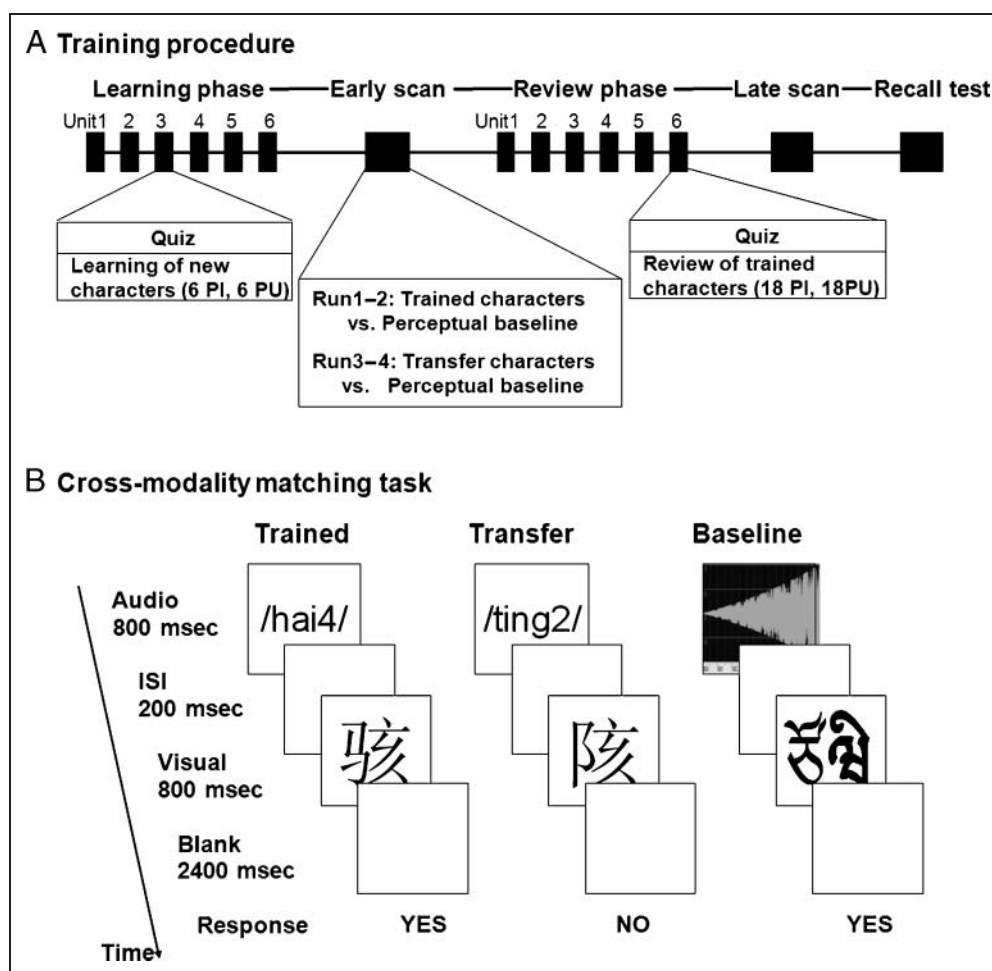 A Training procedure
Learning phase Early scan Review phase Late scan Recall test
Unit1 2 3 4 5 6 Unit1 2 3 4 5 6
Quiz
Learning of new
characters (6 PI, 6 PU)
Run1–2: Trained characters
vs. Perceptual baseline
Run3–4: Transfer characters
vs. Perceptual baseline
Quiz
Review of trained
characters (18 PI, 18PU)
B Cross-modality matching task
Trained Transfer Baseline
Audio
800 msec
/hai4/ /ting2/
ISI
200 msec
Visual
800 msec
骇 陔
Blank
2400 msec
Response YES NO YES
Time